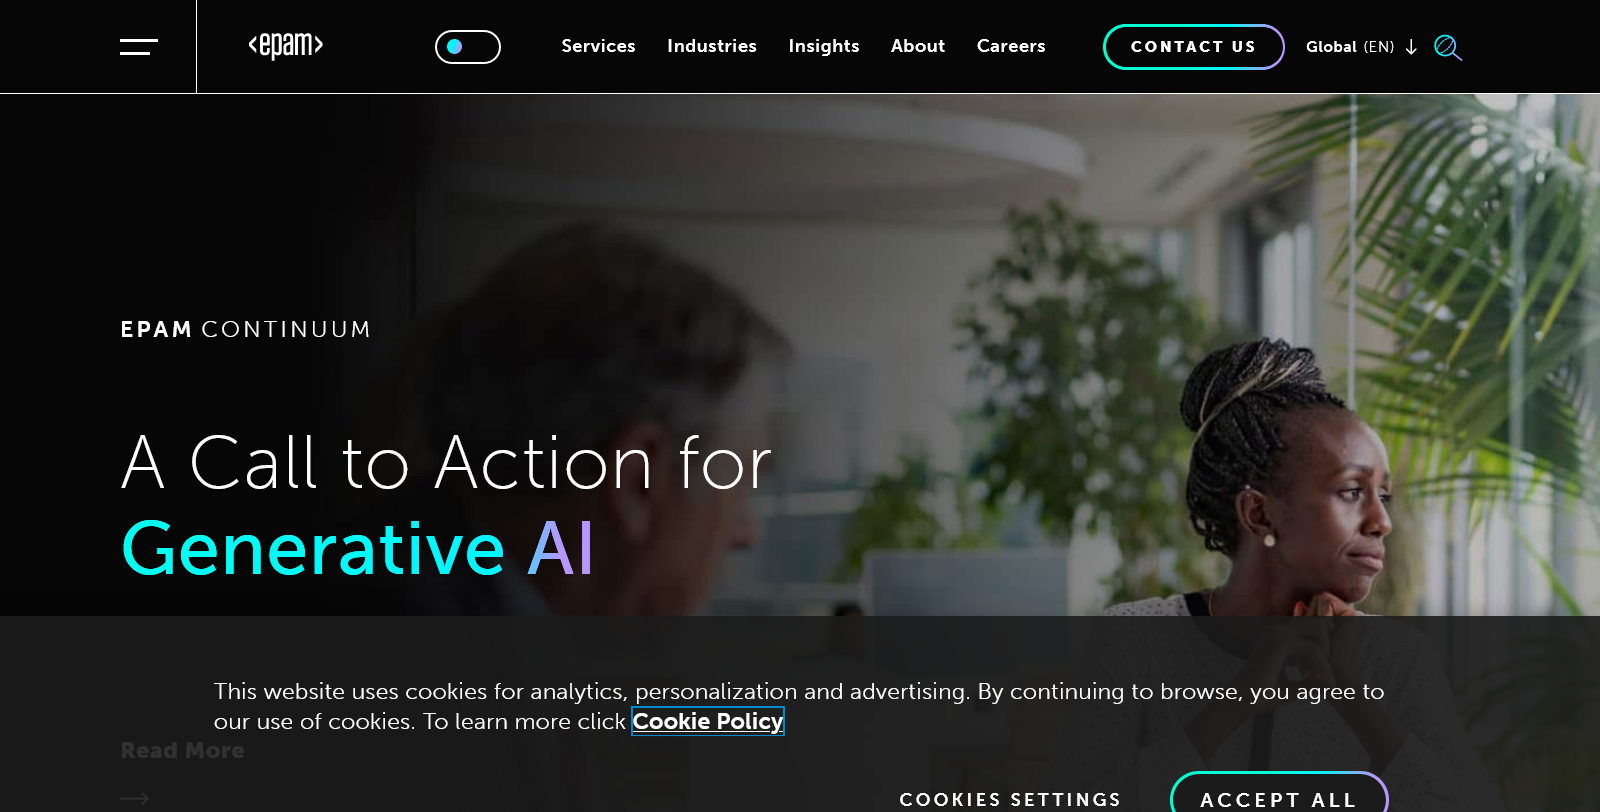 <epam>
Services
Industries
Insights
About
Careers
CONTACT US
Global (EN)
EPAM CONTINUUM
A Call to Action for
Generative AI
This website uses cookies for analytics, personalization and advertising. By continuing to browse, you agree to
our use of cookies. To learn more click Cookie Policy
Read More
COOKIES SETTINGS
ACCEPT ALL